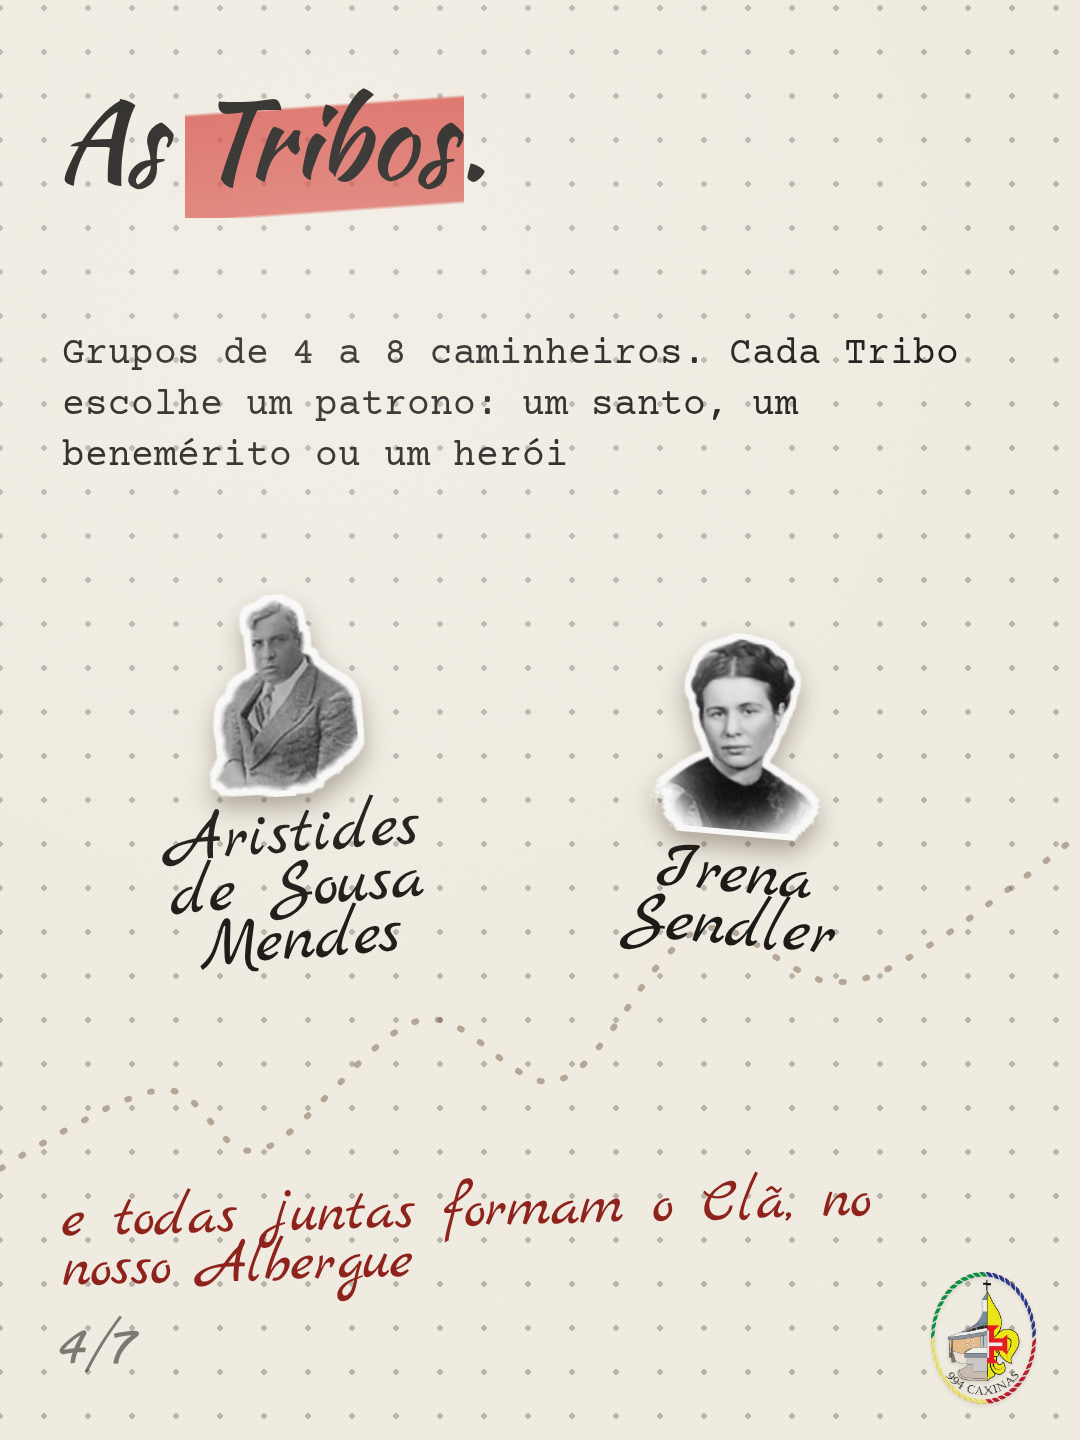 As Tribos.
Grupos de 4 a 8 caminheiros. Cada Tribo
escolhe um patrono: um santo, um
benemérito ou um herói
Aristides
de Sousa
Mendes
Irena
Sendler
e todas juntas formam o Clã, no
nosso Albergue
4/7
994 CAXINAS